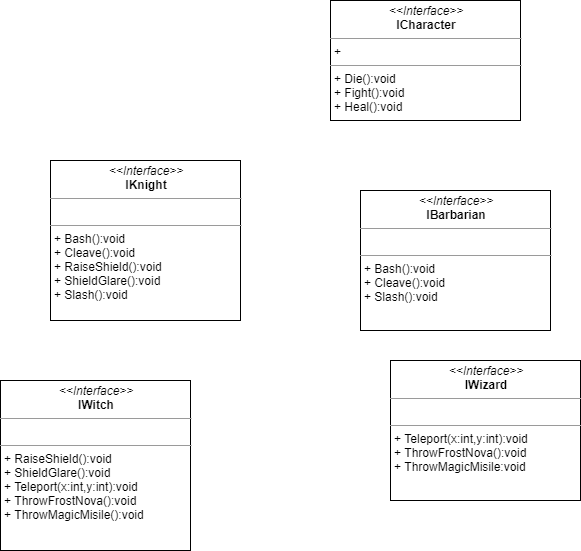 <<Interface>>
ICharacter
+
+ Die():void
+ Fight():void
+ Heal():void
<<Interface>>
IKnight
+ Bash():void
+ Cleave():void
+ RaiseShield():void
+ ShieldGlare():void
+ Slash():void
<<Interface>>
IBarbarian
+ Bash():void
+ Cleave():void
+ Slash():void
<<Interface>>
IWizard
+ Teleport(x:int,y:int):void
+ ThrowFrostNova():void
+ ThrowMagicMisile:void
<<Interface>>
IWitch
+ RaiseShield():void
+ ShieldGlare():void
+ Teleport(x:int,y:int):void
+ ThrowFrostNova():void
+ ThrowMagicMisile():void